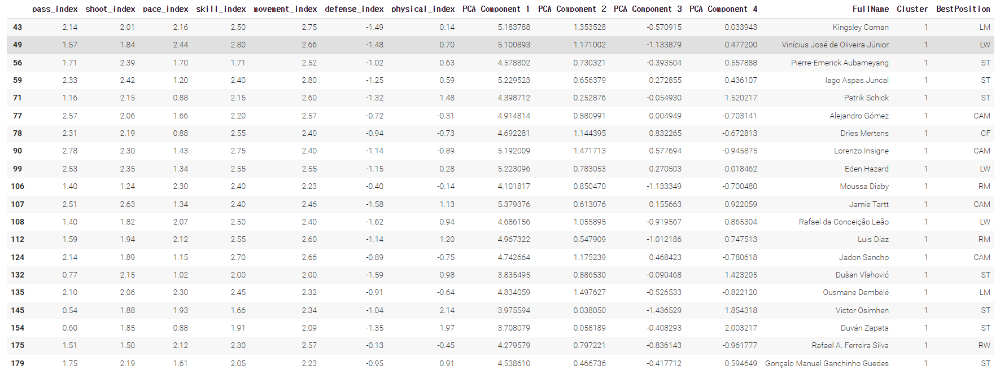 pass_index shoot_index pace_index skill_index movement_index defense_index physical_index PCA Component 1 PCA Component 2 PCA Component 3 PCA Component 4 FullName Cluster BestPosition
43 2.14 2.01 2.16 2.50 2.75 -1.49 0.14 5.183788 1.353528 -0.570915 0.033943 Kingsley Coman 1 LM
49 1.57 1.84 2.44 2.80 2.66 -1.48 0.70 5.100893 1.171002 -1.133879 0.477200 Vinícius José de Oliveira Júnior 1 LW
56 1.71 2.39 1.70 1.71 2.52 -1.02 0.63 4.578802 0.730321 -0.393504 0.557888 Pierre-Emerick Aubameyang 1 ST
59 2.33 2.42 1.20 2.40 2.80 -1.25 0.59 5.229523 0.656379 0.272855 0.436107 Iago Aspas Juncal 1 ST
71 1.16 2.15 0.88 2.15 2.60 -1.32 1.48 4.398712 0.252876 -0.054930 1.520217 Patrik Schick 1 ST
77 2.57 2.06 1.66 2.20 2.57 -0.72 -0.31 4.914814 0.880991 0.004949 -0.703141 Alejandro Gómez 1 CAM
78 2.31 2.19 0.88 2.55 2.40 -0.94 -0.73 4.692281 1.144395 0.832265 -0.672813 Dries Mertens 1 CF
90 2.78 2.30 1.43 2.75 2.40 -1.14 -0.89 5.192009 1.471713 0.577694 -0.945875 Lorenzo Insigne 1 CAM
99 2.53 2.35 1.34 2.55 2.55 -1.15 0.28 5.223096 0.783053 0.270503 0.018462 Eden Hazard 1 LW
106 1.40 1.24 2.30 2.40 2.23 -0.40 -0.14 4.101817 0.850470 -1.133349 -0.700480 Moussa Diaby 1 RM
107 2.51 2.63 1.34 2.40 2.46 -1.58 1.13 5.379376 0.613076 0.155663 0.922059 Jamie Tartt 1 CAM
108 1.40 1.82 2.07 2.50 2.40 -1.62 0.94 4.686156 1.055895 -0.919567 0.865304 Rafael da Conceição Leão 1 LW
112 1.59 1.94 2.12 2.55 2.60 -1.14 1.20 4.967322 0.547909 -1.012186 0.747513 Luis Díaz 1 RM
124 2.14 1.89 1.15 2.70 2.66 -0.89 -0.75 4.742664 1.175239 0.468423 -0.780618 Jadon Sancho 1 CAM
132 0.77 2.15 1.02 2.00 2.00 -1.59 0.98 3.835495 0.886530 -0.090468 1.423205 Dušan Vlahović 1 ST
135 2.10 2.06 2.30 2.45 2.32 -0.91 -0.64 4.834059 1.497627 -0.526533 -0.822120 Ousmane Dembélé 1 LM
145 0.54 1.88 1.93 1.66 2.34 -1.04 2.14 3.975594 0.038050 -1.436529 1.854318 Victor Osimhen 1 ST
154 0.60 1.85 0.88 1.91 2.09 -1.35 1.97 3.708079 0.058189 -0.408293 2.003217 Duván Zapata 1 ST
175 1.51 1.50 2.12 2.30 2.57 -0.13 -0.45 4.279579 0.797221 -0.836143 -0.961777 Rafael A. Ferreira Silva 1 RW
179 1.75 2.19 1.61 2.05 2.23 -0.95 0.91 4.538610 0.466736 -0.417712 0.594649 Gonçalo Manuel Ganchinho Guedes 1 ST